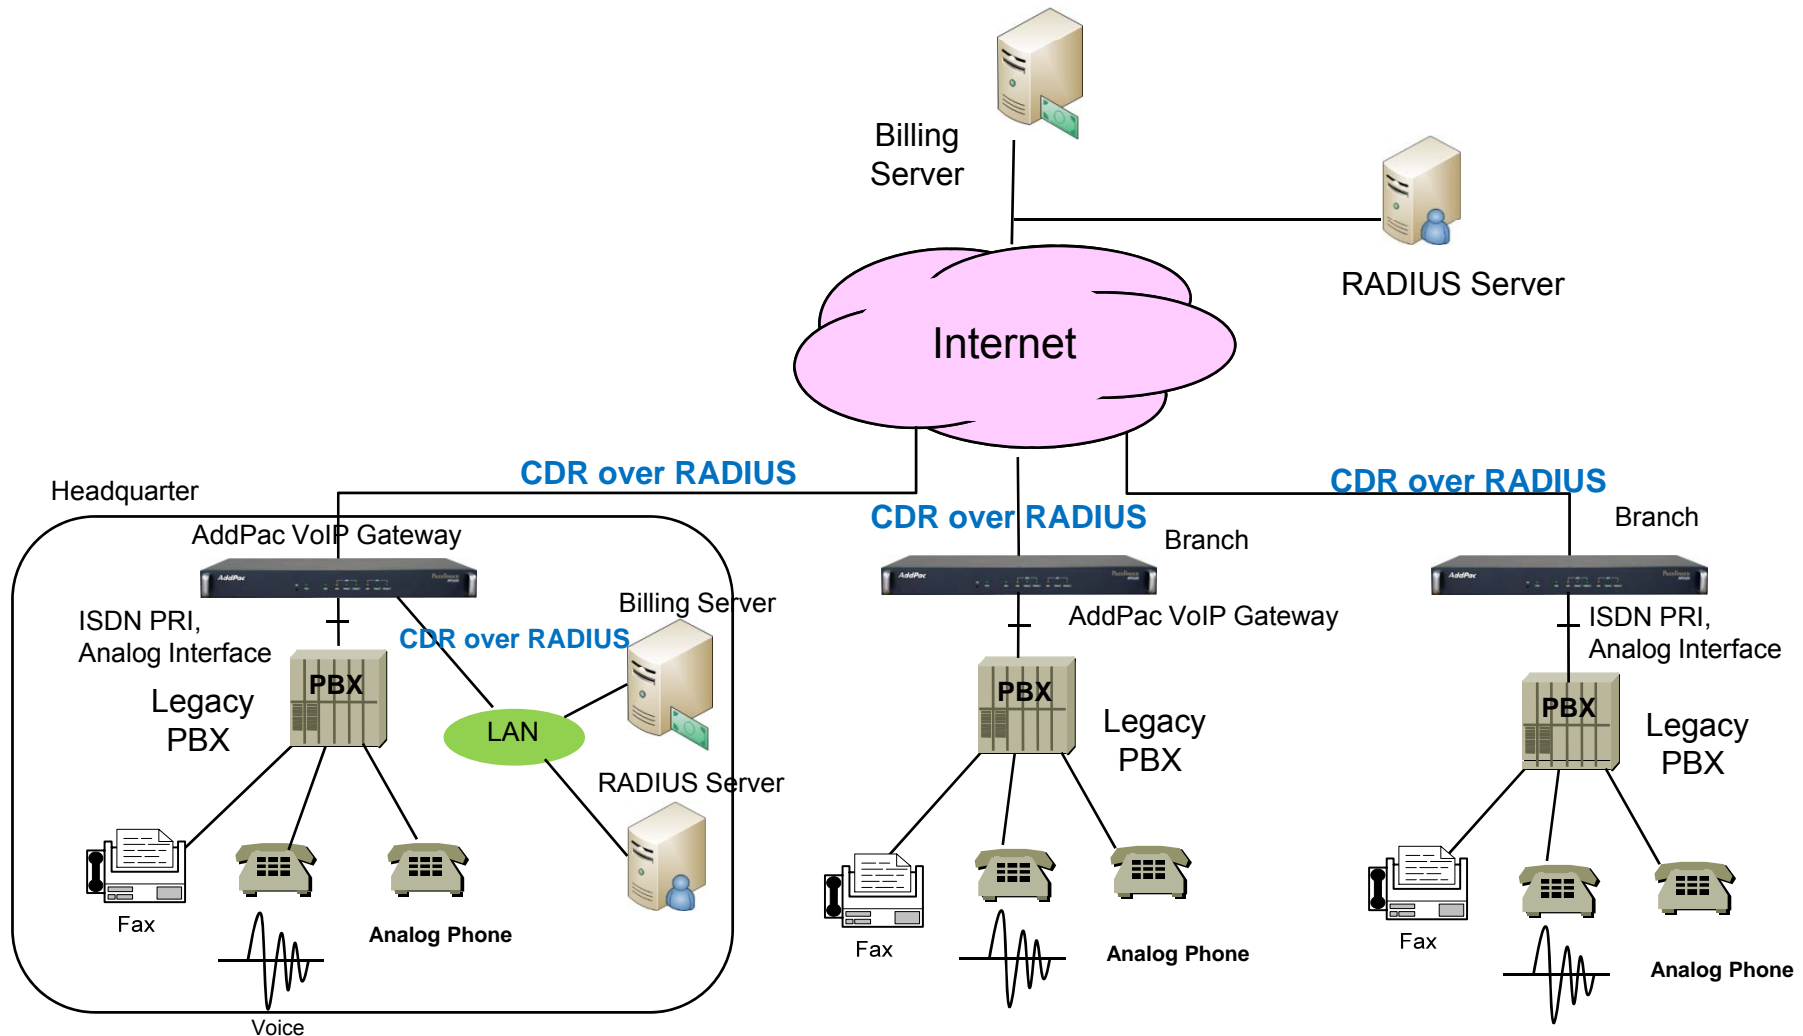 Billing
Server
RADIUS Server
Internet
CDR over RADIUS
CDR over RADIUS
CDR over RADIUS
Headquarter
Branch
Branch
AddPac VoIP Gateway
AddPac
AddPac
AddPac
ISDN PRI,
Analog Interface
Billing Server
CDR over RADIUS
AddPac VoIP Gateway
ISDN PRI,
Analog Interface
PBX
Legacy
PBX
LAN
RADIUS Server
PBX
Legacy
PBX
PBX
Legacy
PBX
Fax
Analog Phone
Voice
Fax
Analog Phone
Fax
Analog Phone